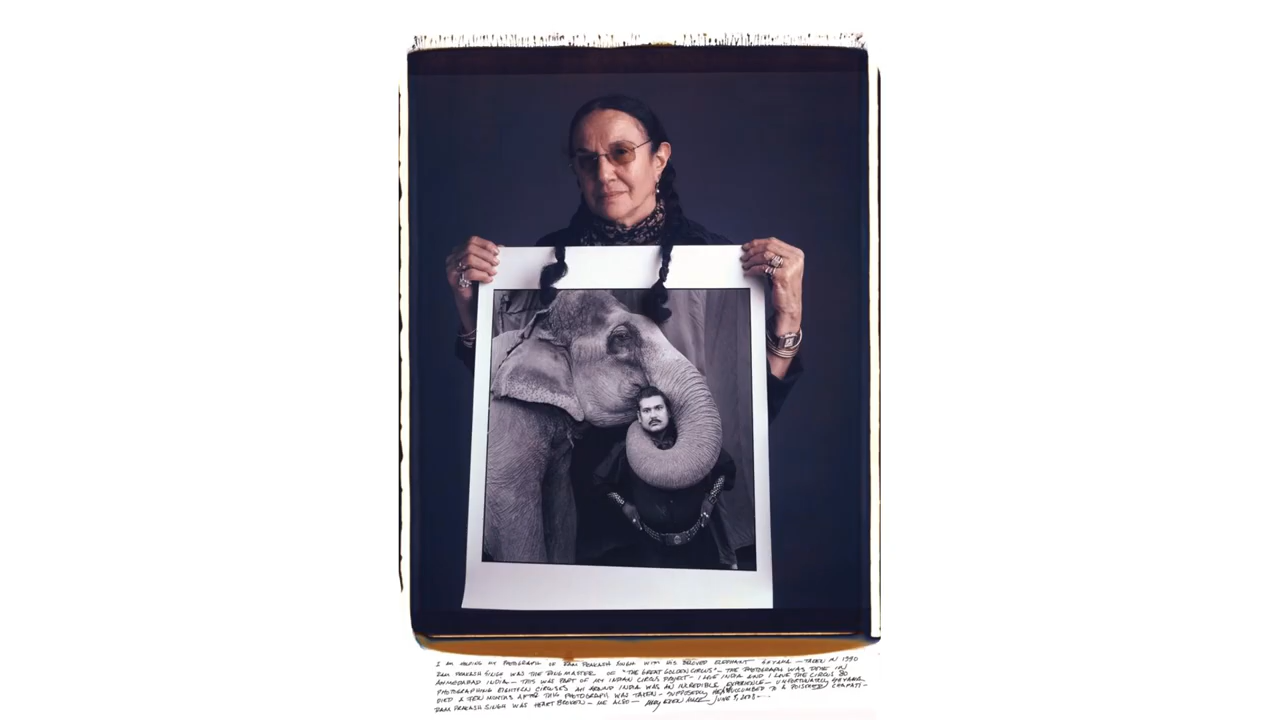 I AM HOLDING MY PHOTOGRAPH OF RAM PRAKASH SINGH WITH HIS BELOVED ELEPHANT SHYAMA — TAKEN IN 1990
RAM PRAKASH SINGH WAS THE RINGMASTER OF "THE GREAT GOLDEN CIRCUS" — THE PHOTOGRAPH WAS DONE IN
AHMEDABAD INDIA — THIS WAS PART OF MY INDIAN CIRCUS PROJECT — I LOVE INDIA AND I LOVE THE CIRCUS SO
PHOTOGRAPHING EIGHTEEN CIRCUSES ALL AROUND INDIA WAS AN INCREDIBLE EXPERIENCE — UNFORTUNATELY SHYAMA
DIED A FEW MONTHS AFTER THIS PHOTOGRAPH WAS TAKEN — SUPPOSEDLY SUCCUMBED TO A POISONED CHAPATI —
RAM PRAKASH SINGH WAS HEART BROKEN — ME ALSO — MARY ELLEN MARK JUNE